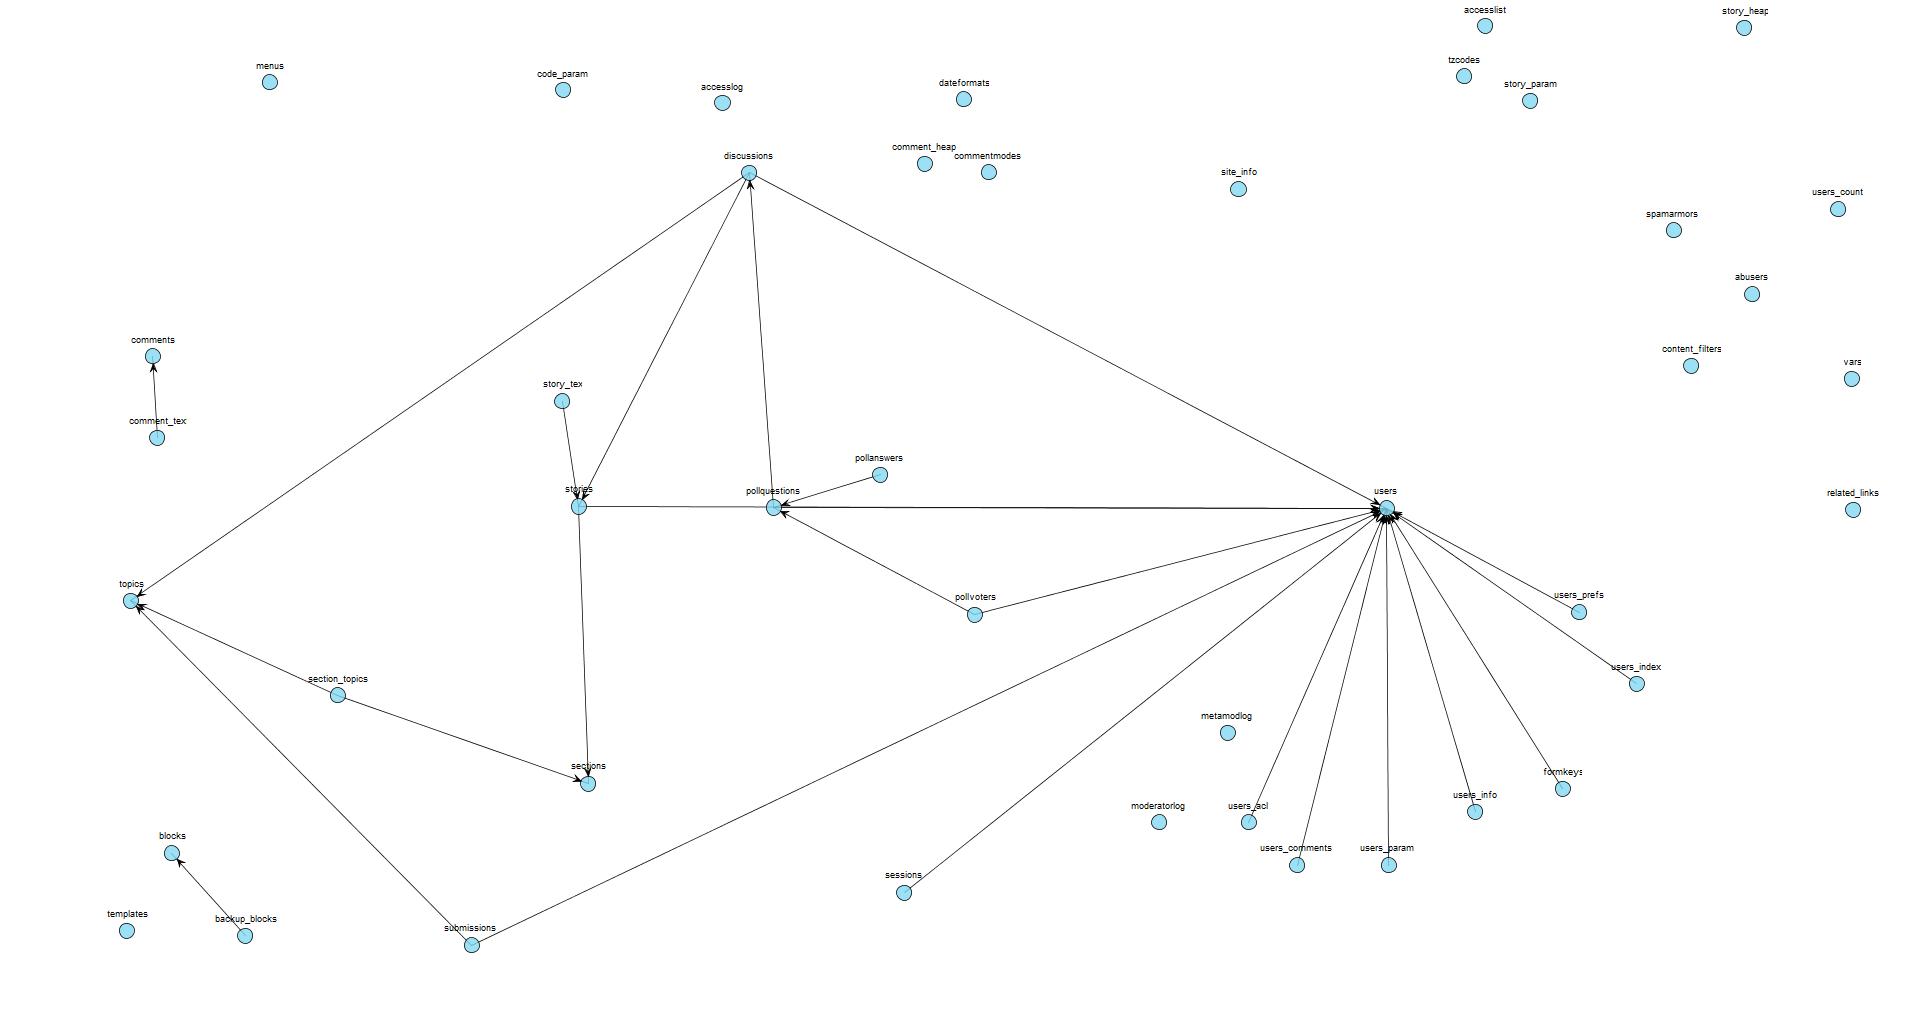 accesslist
story_heap
tzcodes
menus
code_param
story_param
dateformats
accesslog
comment_heap
discussions
commentmodes
site_info
users_count
spamarmors
abusers
comments
content_filters
vars
story_tex
comment_tex
pollanswers
stories
pollquestions
users
related_links
topics
users_prefs
pollvoters
users_index
section_topics
metamodlog
sections
formkeys
users_info
moderatorlog
users_acl
blocks
users_comments
users_param
sessions
templates
backup_blocks
submissions